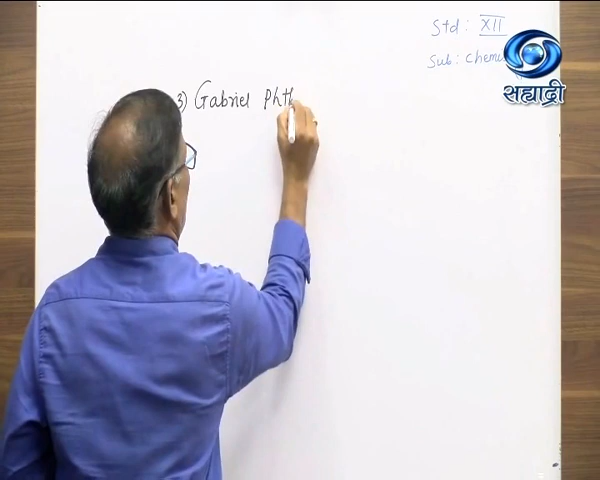 Std : XII
Sub : Chem
सह्याद्री
3) Gabriel Phth